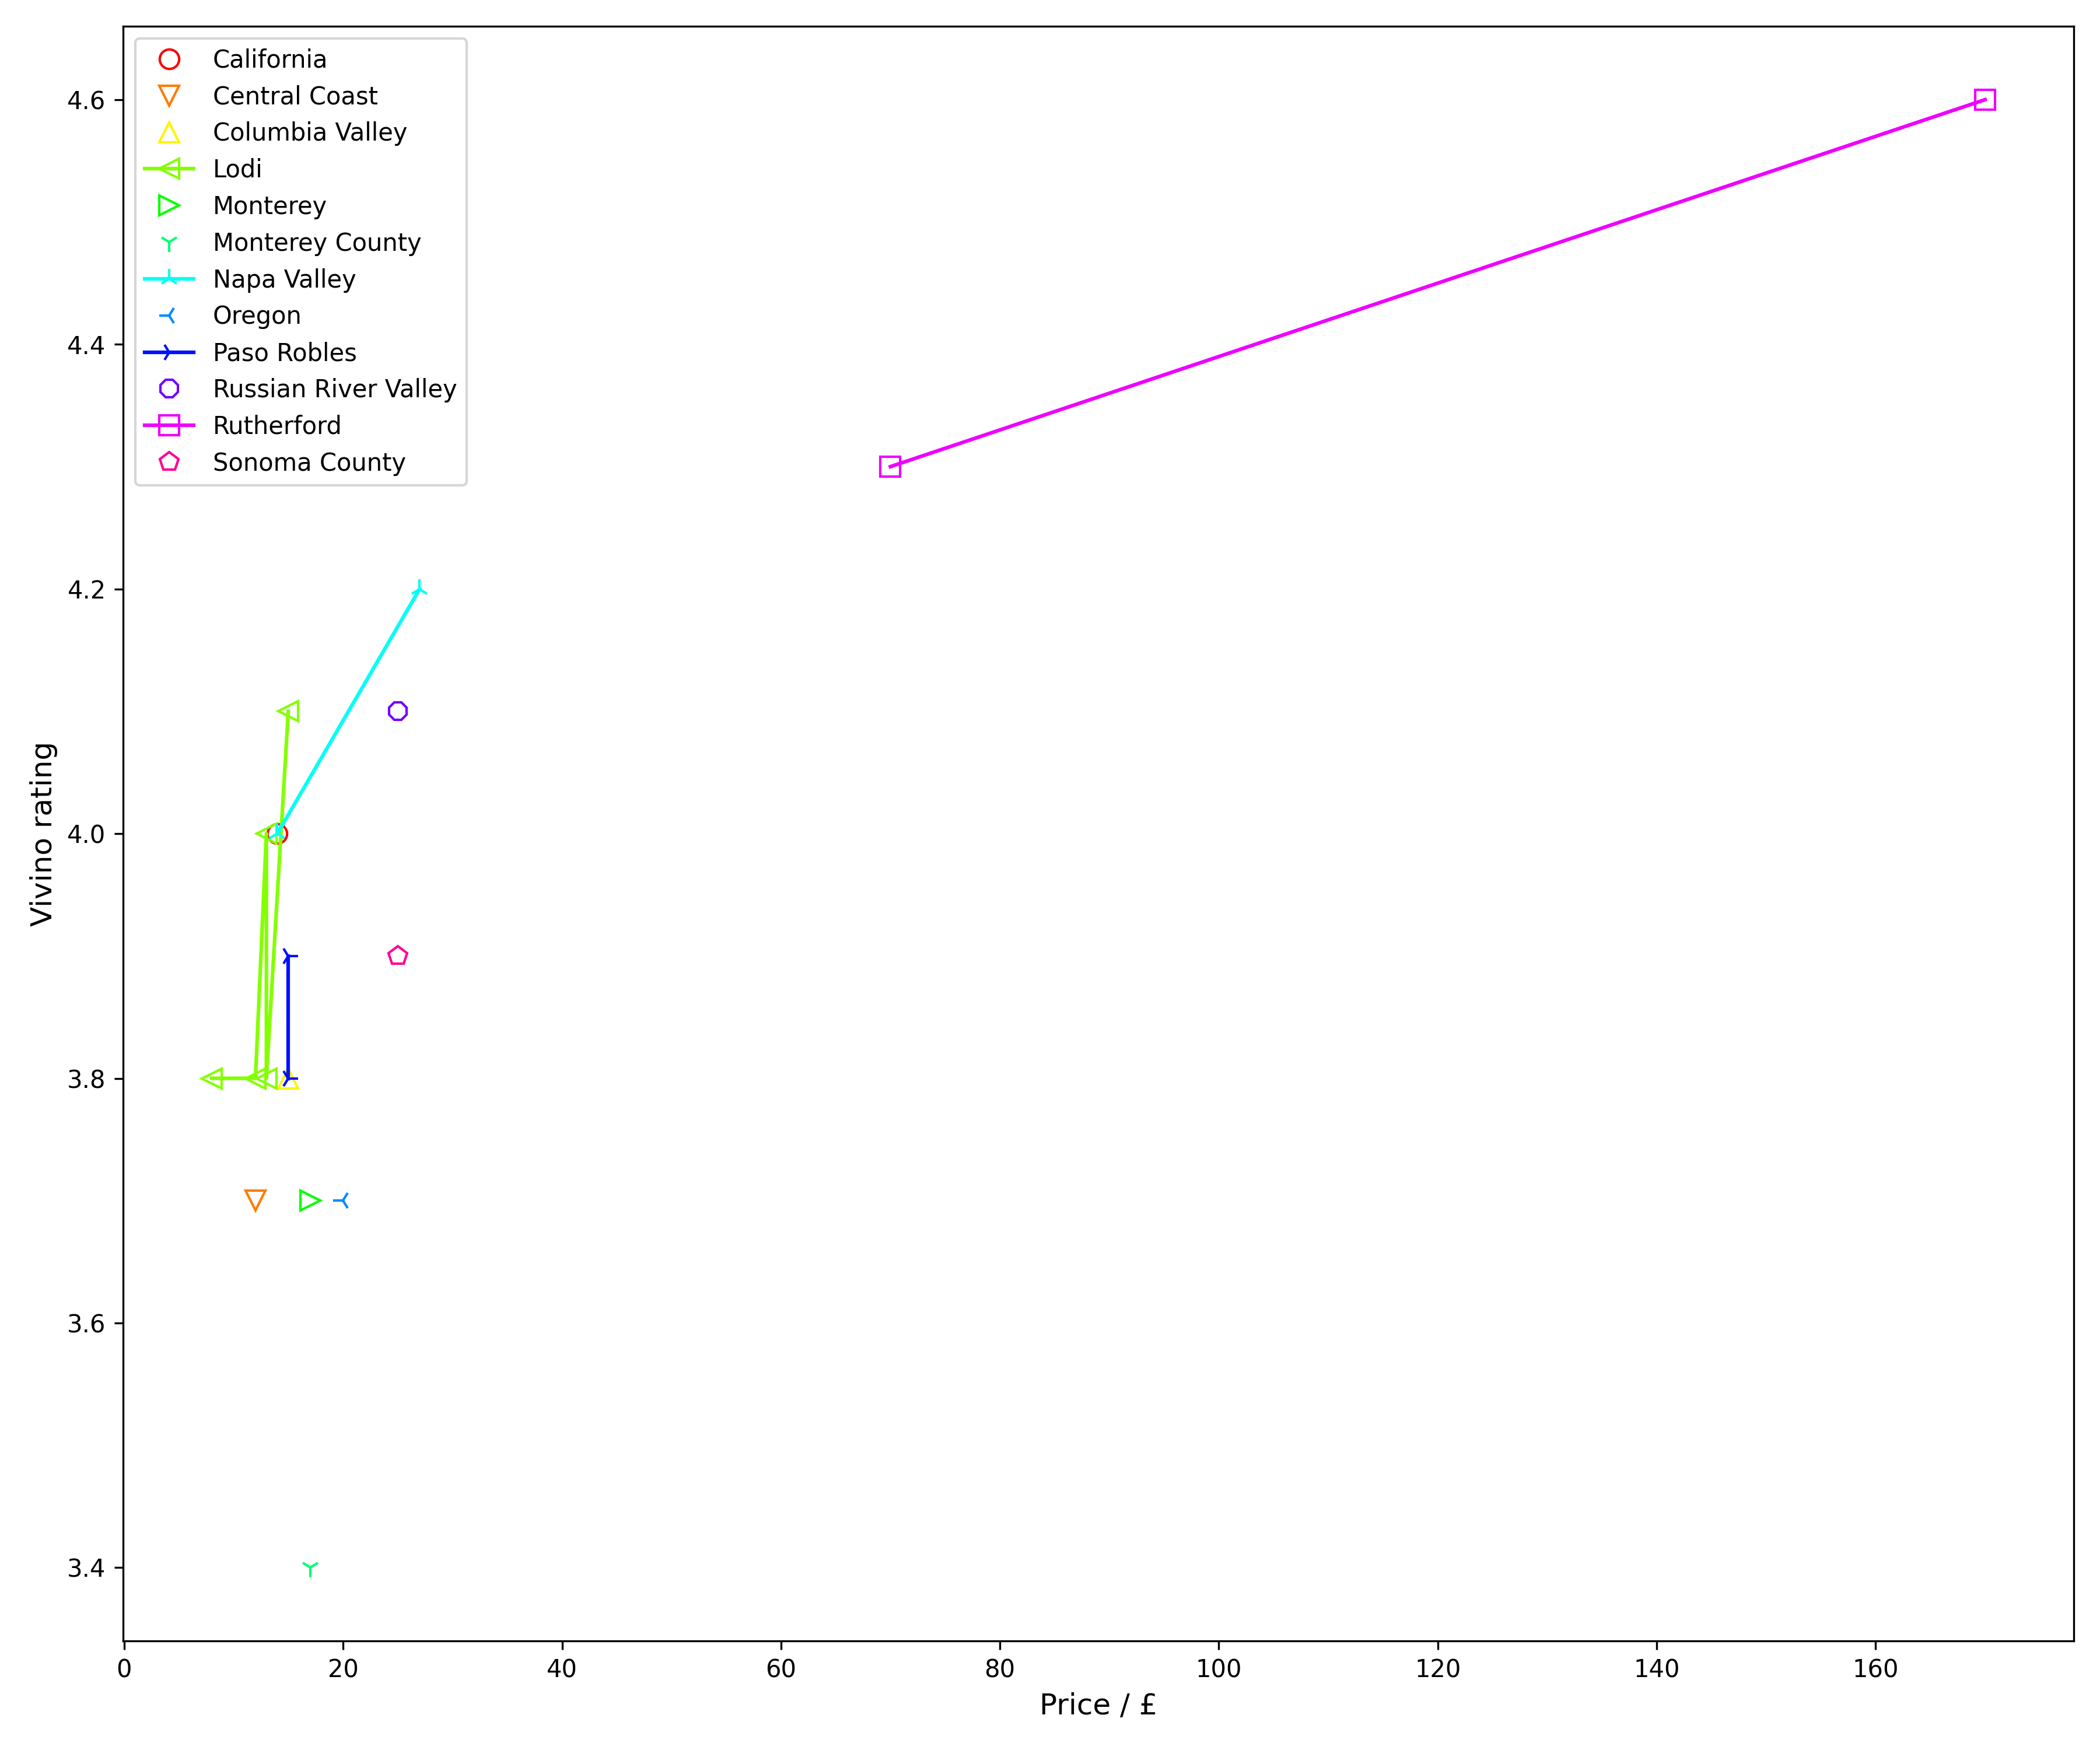 California
Central Coast
Columbia Valley
Lodi
Monterey
Monterey County
Napa Valley
Oregon
Paso Robles
Russian River Valley
Rutherford
Sonoma County
4.6
4.4
4.2
4.0
3.8
3.6
3.4
Vivino rating
0 20 40 60 80 100 120 140 160
Price / £